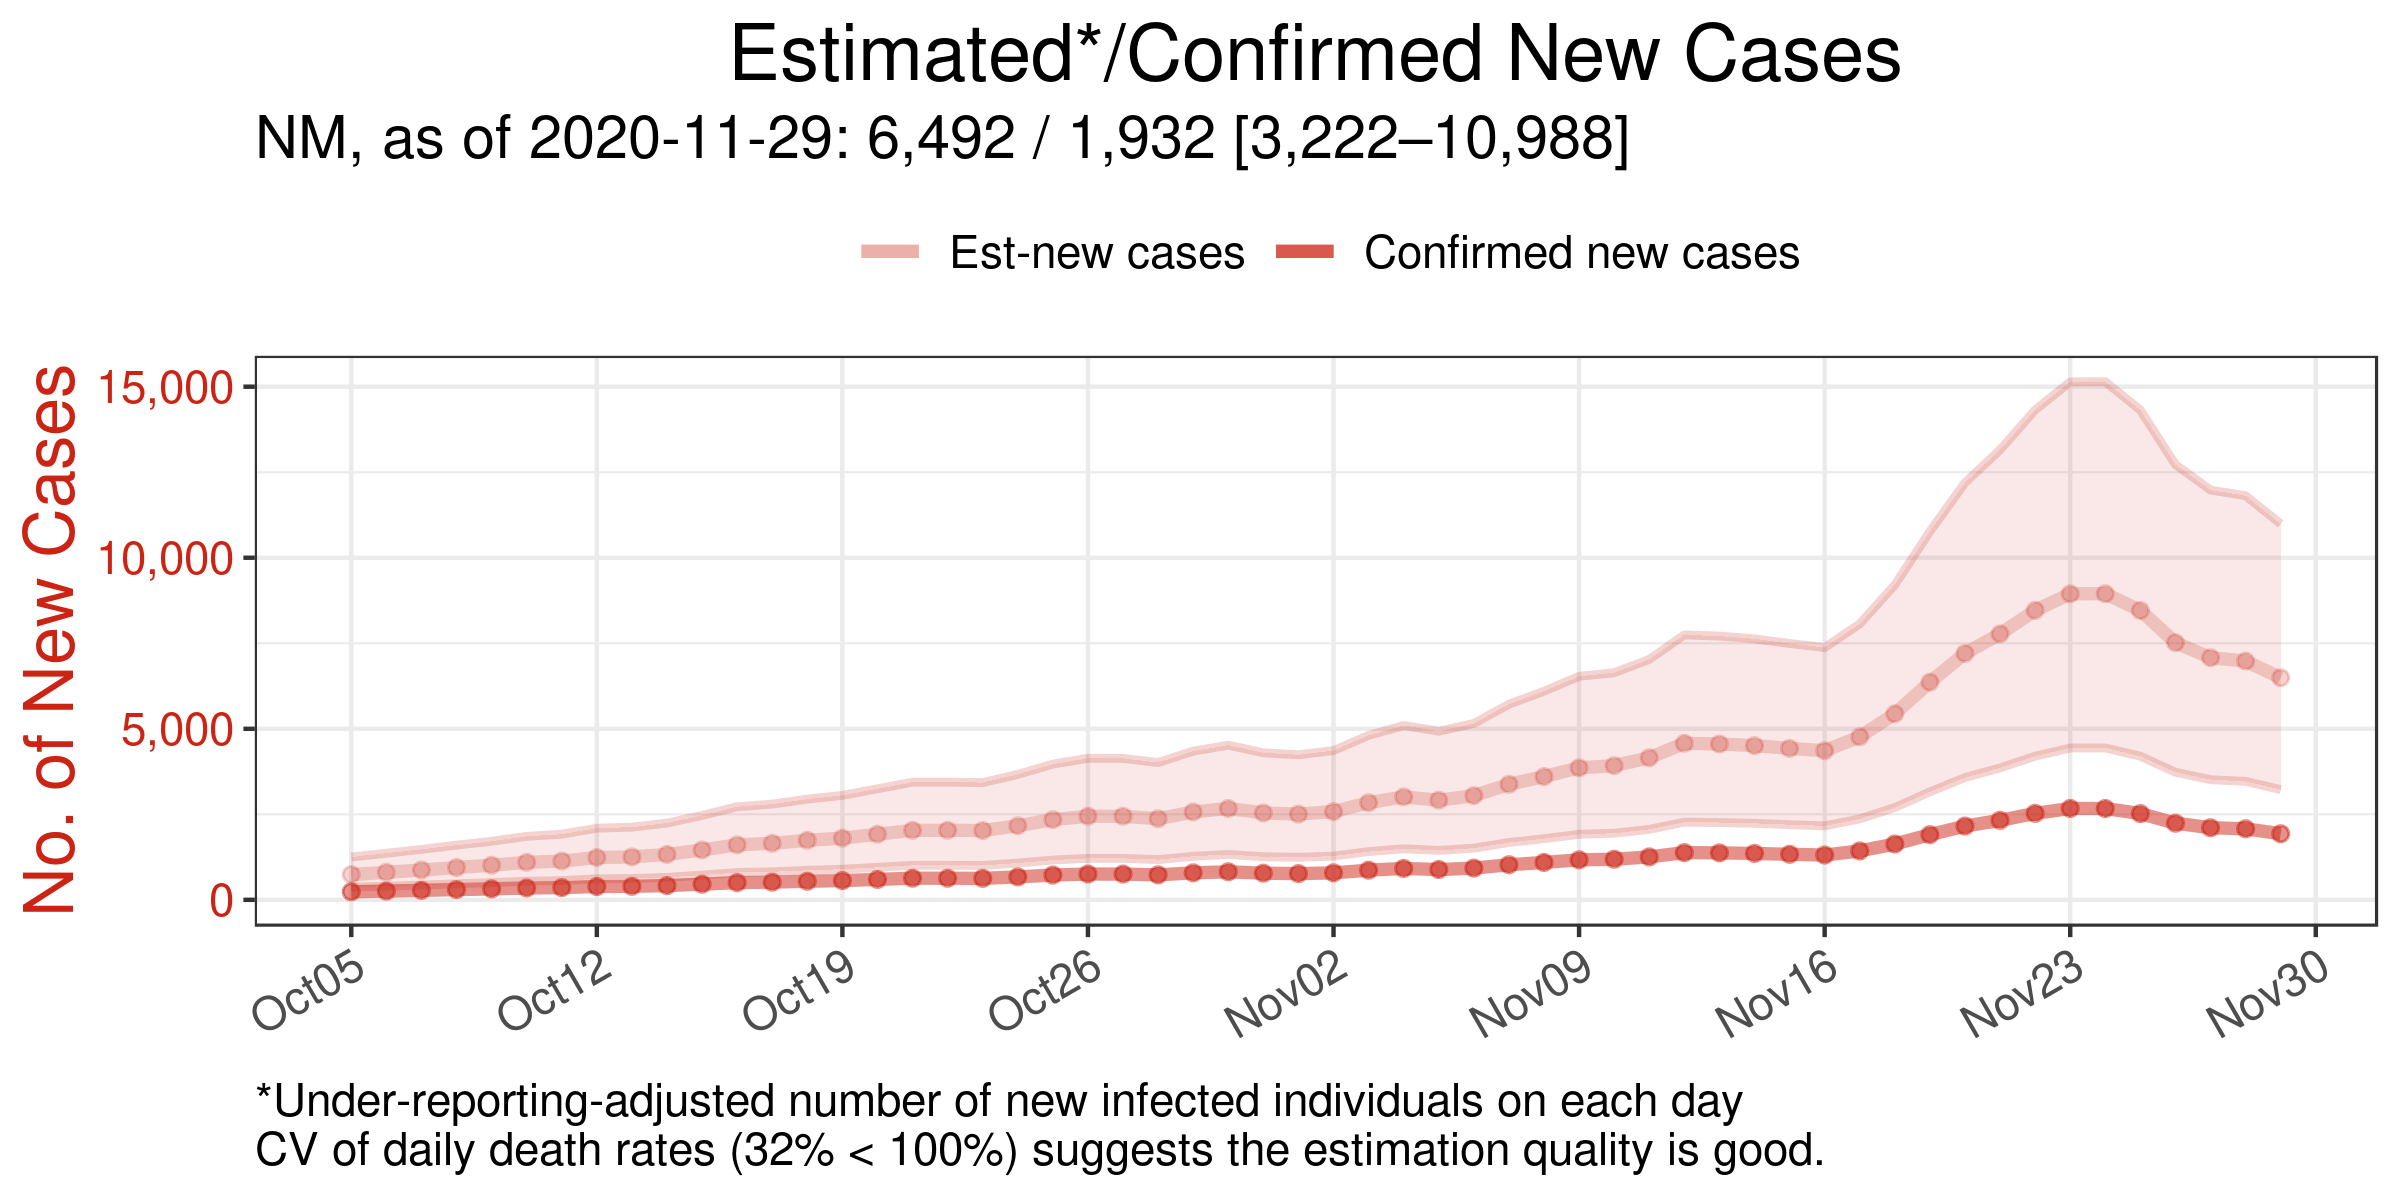 Estimated*/Confirmed New Cases
NM, as of 2020-11-29: 6,492 / 1,932 [3,222–10,988]
Est-new cases
Confirmed new cases
No. of New Cases
15,000
10,000
5,000
0
Oct05
Oct12
Oct19
Oct26
Nov02
Nov09
Nov16
Nov23
Nov30
*Under-reporting-adjusted number of new infected individuals on each day
CV of daily death rates (32% < 100%) suggests the estimation quality is good.